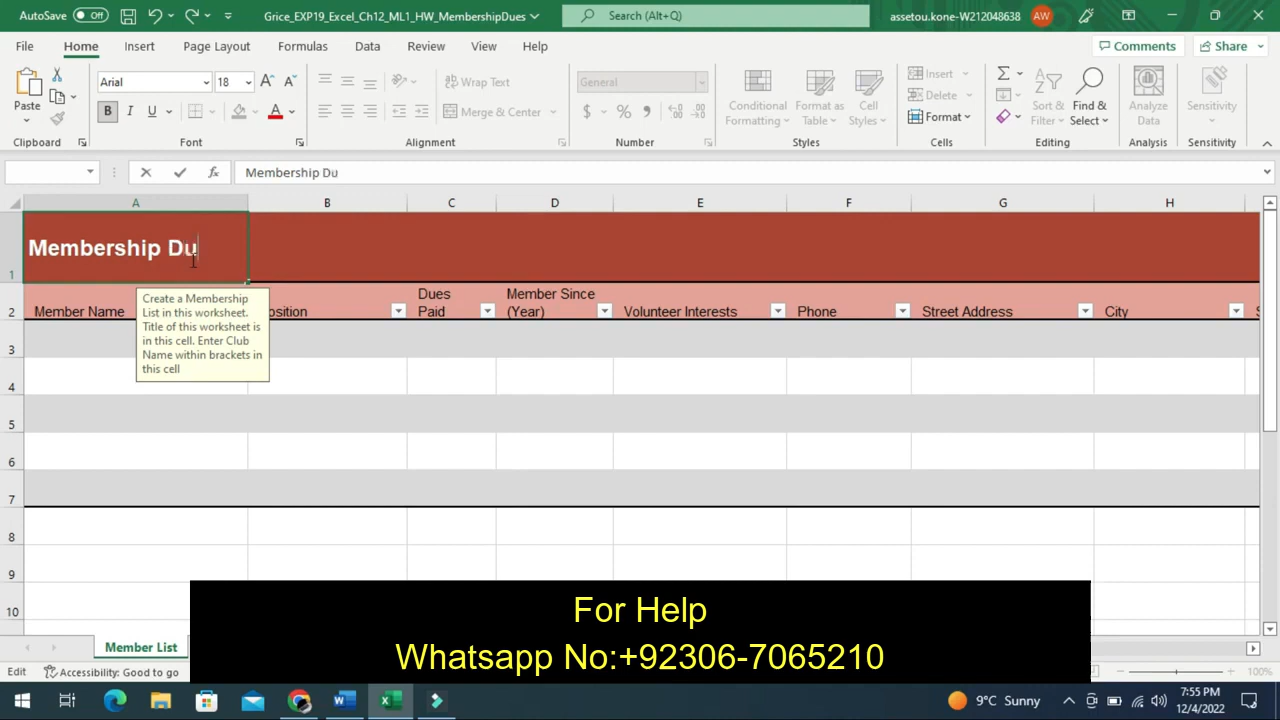 AutoSave Off Grice_EXP19_Excel_Ch12_ML1_HW_MembershipDues Search (Alt+Q) assetou.kone-W212048638 AW
File Home Insert Page Layout Formulas Data Review View Help Comments Share
Paste Arial 18 Wrap Text General Conditional Formatting Format as Table Cell Styles Insert Sort & Filter Find & Select Analyze Data Sensitivity
B I U A Merge & Center $ % Delete
Format
Clipboard Font Alignment Number Styles Cells Editing Analysis Sensitivity
Membership Du
A B C D E F G H
1 Membership Du
2 Member Name osition Dues Paid Member Since (Year) Volunteer Interests Phone Street Address City S
Create a Membership
List in this worksheet.
Title of this worksheet is
in this cell. Enter Club
Name within brackets in
this cell
3
4
5
6
7
8
9
10
For Help
Whatsapp No:+92306-7065210
Member List
Edit Accessibility: Good to go 100%
9°C Sunny 7:55 PM
12/4/2022